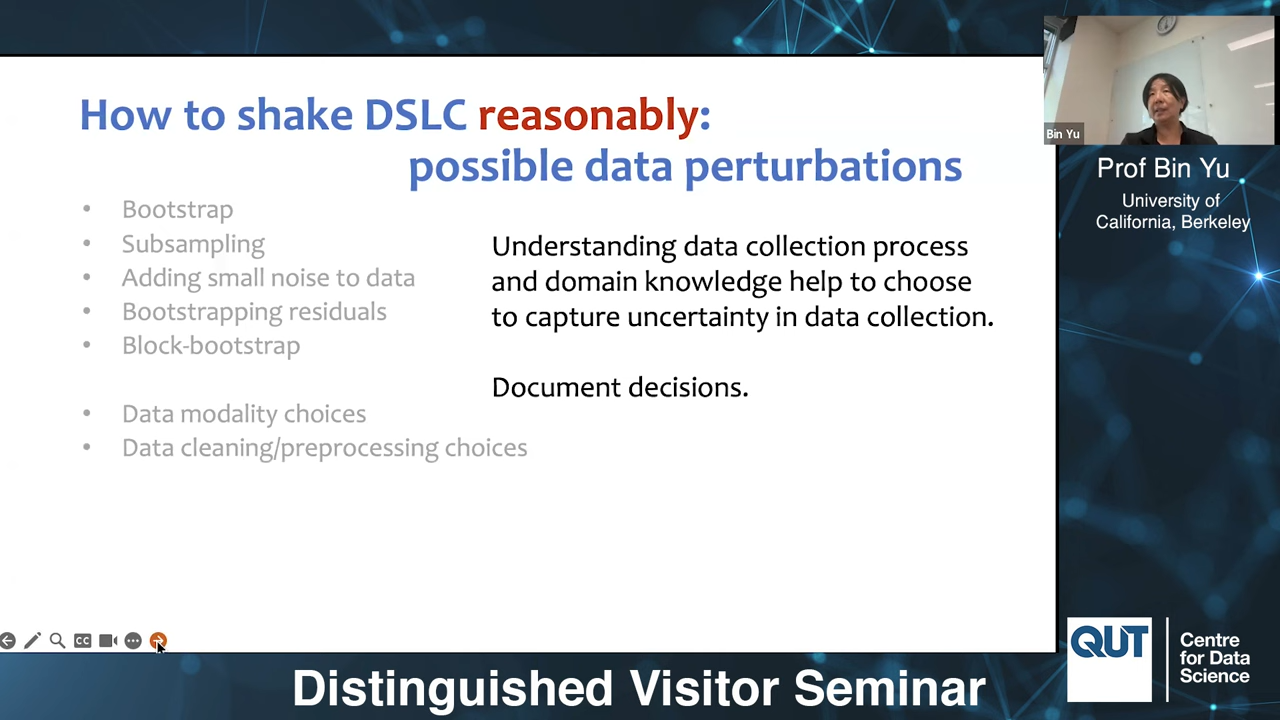 How to shake DSLC reasonably:
possible data perturbations
• Bootstrap
• Subsampling
• Adding small noise to data
• Bootstrapping residuals
• Block-bootstrap
• Data modality choices
• Data cleaning/preprocessing choices
Understanding data collection process
and domain knowledge help to choose
to capture uncertainty in data collection.
Document decisions.
CC
Bin Yu
Prof Bin Yu
University of
California, Berkeley
QUT
Centre
for Data
Science
Distinguished Visitor Seminar